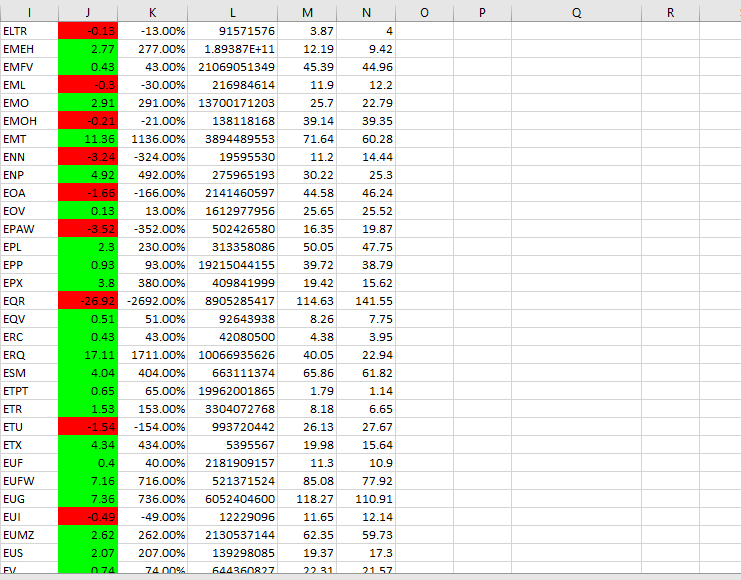 I J K L M N O P Q R
ELTR -0.13 -13.00% 91571576 3.87 4
EMEH 2.77 277.00% 1.89387E+11 12.19 9.42
EMFV 0.43 43.00% 21069051349 45.39 44.96
EML -0.3 -30.00% 216984614 11.9 12.2
EMO 2.91 291.00% 13700171203 25.7 22.79
EMOH -0.21 -21.00% 138118168 39.14 39.35
EMT 11.36 1136.00% 3894489553 71.64 60.28
ENN -3.24 -324.00% 19595530 11.2 14.44
ENP 4.92 492.00% 275965193 30.22 25.3
EOA -1.66 -166.00% 2141460597 44.58 46.24
EOV 0.13 13.00% 1612977956 25.65 25.52
EPAW -3.52 -352.00% 502426580 16.35 19.87
EPL 2.3 230.00% 313358086 50.05 47.75
EPP 0.93 93.00% 19215044155 39.72 38.79
EPX 3.8 380.00% 409841999 19.42 15.62
EQR -26.92 -2692.00% 8905285417 114.63 141.55
EQV 0.51 51.00% 92643938 8.26 7.75
ERC 0.43 43.00% 42080500 4.38 3.95
ERQ 17.11 1711.00% 10066935626 40.05 22.94
ESM 4.04 404.00% 663111374 65.86 61.82
ETPT 0.65 65.00% 19962001865 1.79 1.14
ETR 1.53 153.00% 3304072768 8.18 6.65
ETU -1.54 -154.00% 993720442 26.13 27.67
ETX 4.34 434.00% 5395567 19.98 15.64
EUF 0.4 40.00% 2181909157 11.3 10.9
EUFW 7.16 716.00% 521371524 85.08 77.92
EUG 7.36 736.00% 6052404600 118.27 110.91
EUI -0.49 -49.00% 12229096 11.65 12.14
EUMZ 2.62 262.00% 2130537144 62.35 59.73
EUS 2.07 207.00% 139298085 19.37 17.3
EV 0.74 74.00% 644360827 22.31 21.57